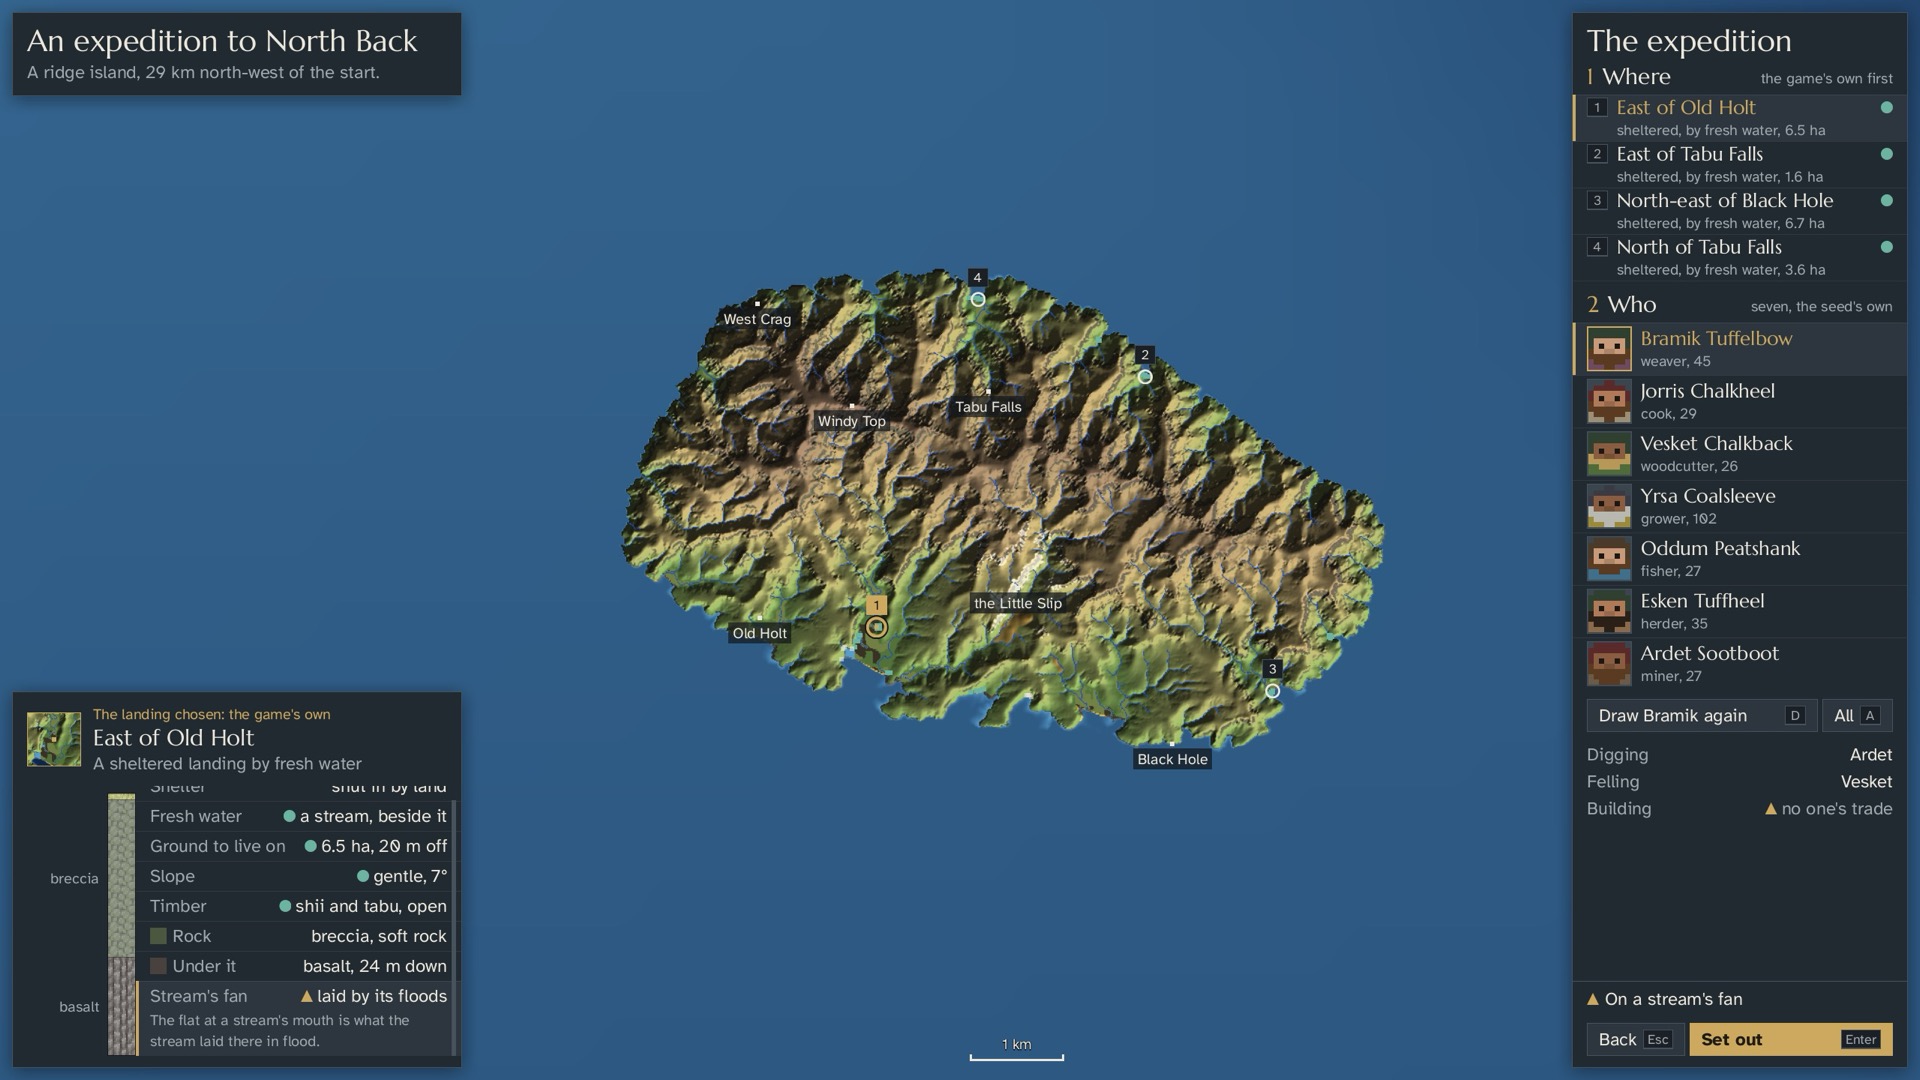 An expedition to North Back
A ridge island, 29 km north-west of the start.
West Crag
4
2
Windy Top
Tabu Falls
1
the Little Slip
Old Holt
3
Black Hole
1 km
The landing chosen: the game's own
East of Old Holt
A sheltered landing by fresh water
Shelter shut in by land
Fresh water a stream, beside it
Ground to live on 6.5 ha, 20 m off
Slope gentle, 7°
Timber shii and tabu, open
Rock breccia, soft rock
Under it basalt, 24 m down
Stream's fan laid by its floods
The flat at a stream's mouth is what the
stream laid there in flood.
breccia
basalt
The expedition
1 Where the game's own first
1 East of Old Holt
sheltered, by fresh water, 6.5 ha
2 East of Tabu Falls
sheltered, by fresh water, 1.6 ha
3 North-east of Black Hole
sheltered, by fresh water, 6.7 ha
4 North of Tabu Falls
sheltered, by fresh water, 3.6 ha
2 Who seven, the seed's own
Bramik Tuffelbow
weaver, 45
Jorris Chalkheel
cook, 29
Vesket Chalkback
woodcutter, 26
Yrsa Coalsleeve
grower, 102
Oddum Peatshank
fisher, 27
Esken Tuffheel
herder, 35
Ardet Sootboot
miner, 27
Draw Bramik again D All A
Digging Ardet
Felling Vesket
Building no one's trade
On a stream's fan
Back Esc Set out Enter